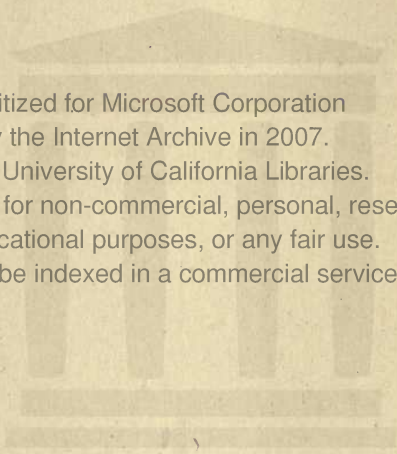 itized for Microsoft Corporation
the Internet Archive in 2007.
University of California Libraries.
for non-commercial, personal, rese
cational purposes, or any fair use.
be indexed in a commercial service